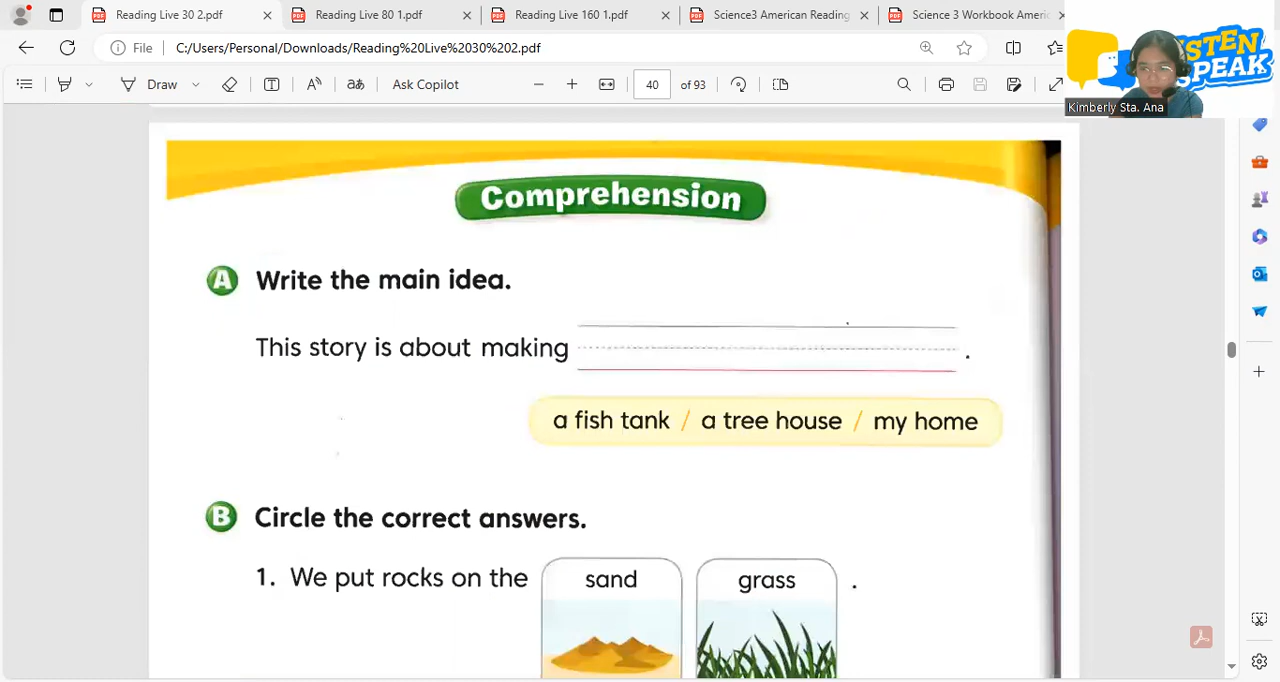 Reading Live 30 2.pdf
Reading Live 80 1.pdf
Reading Live 160 1.pdf
Science3 American Reading
Science 3 Workbook Ameri
File
C:/Users/Personal/Downloads/Reading%20Live%2030%202.pdf
Draw
Ask Copilot
40
of 93
Kimberly Sta. Ana
ISTEN
SPEAK
Comprehension
A Write the main idea.
This story is about making .
a fish tank / a tree house / my home
B Circle the correct answers.
1. We put rocks on the sand grass .